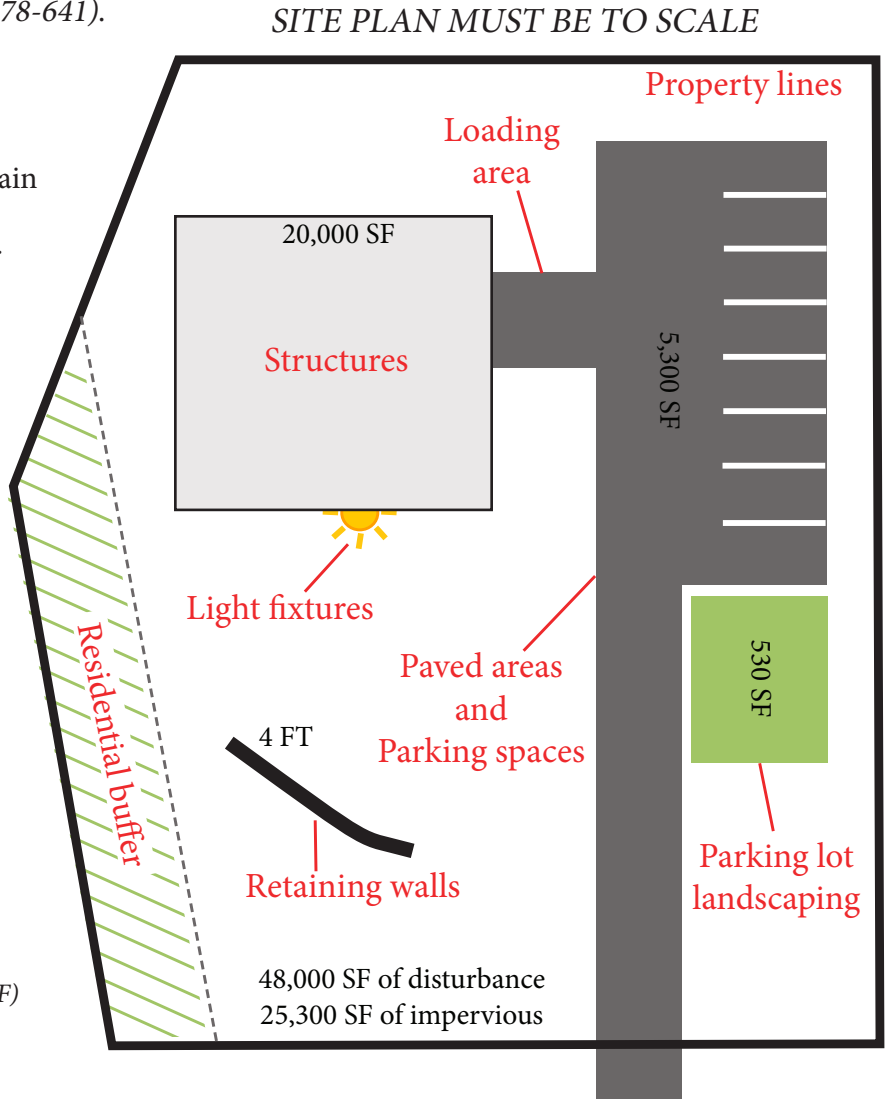 78-641).
SITE PLAN MUST BE TO SCALE
Property lines
Loading
area
ain
20,000 SF
Structures
5,300 SF
Light fixtures
Residential buffer
Paved areas
and
Parking spaces
530 SF
4 FT
Retaining walls
Parking lot
landscaping
48,000 SF of disturbance
25,300 SF of impervious
F)